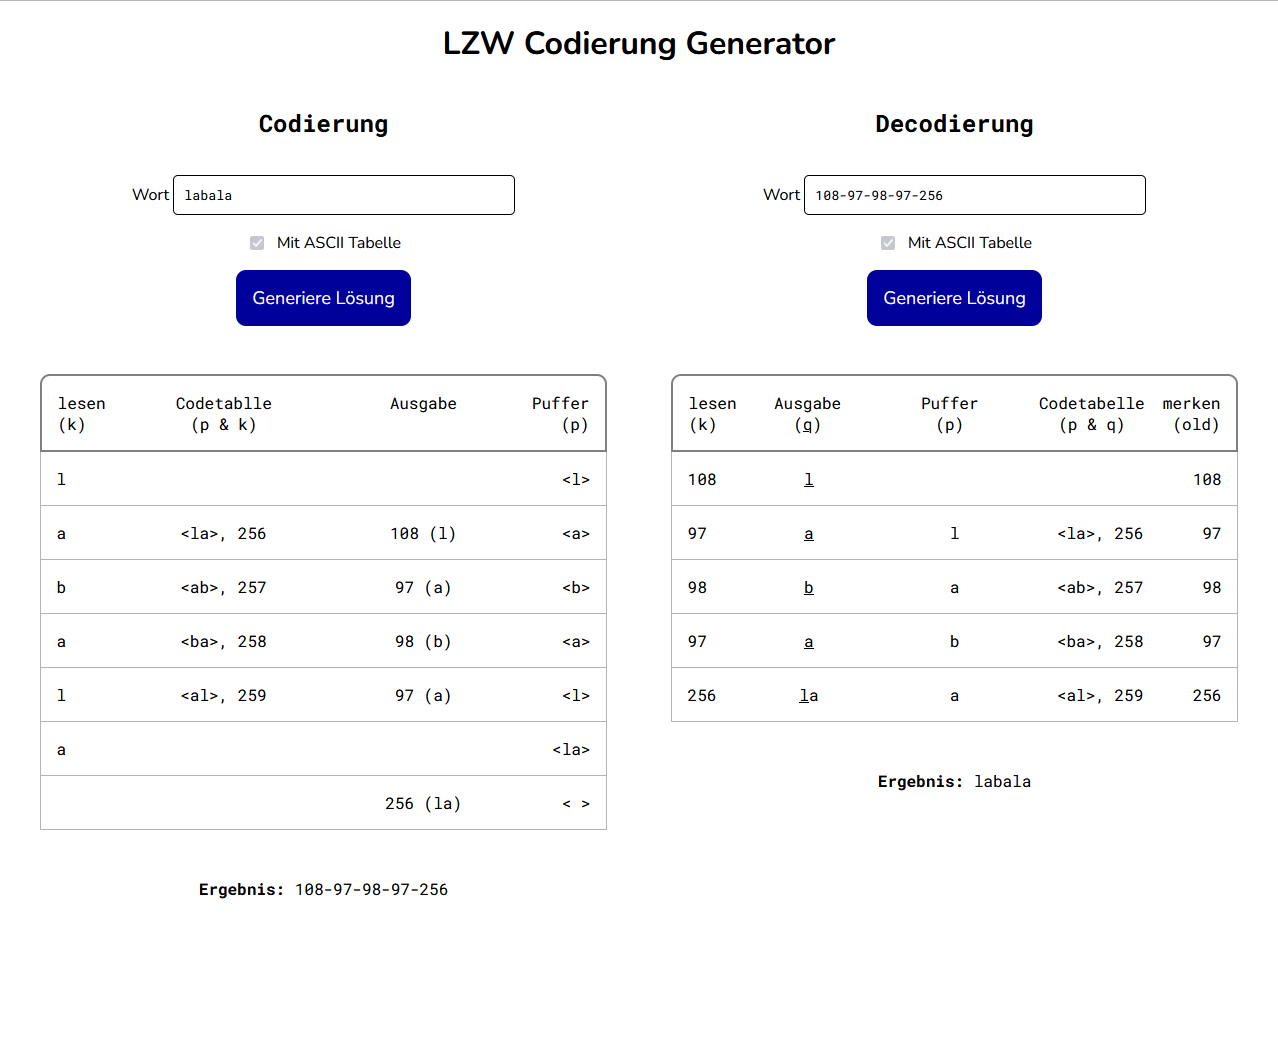 LZW Codierung Generator
Codierung
Wort labala
Mit ASCII Tabelle
Generiere Lösung
lesen Codetablle Ausgabe Puffer
(k) (p & k) (p)
l <l>
a <la>, 256 108 (l) <a>
b <ab>, 257 97 (a) <b>
a <ba>, 258 98 (b) <a>
l <al>, 259 97 (a) <l>
a <la>
256 (la) < >
Ergebnis: 108-97-98-97-256
Decodierung
Wort 108-97-98-97-256
Mit ASCII Tabelle
Generiere Lösung
lesen Ausgabe Puffer Codetabelle merken
(k) (q) (p) (p & q) (old)
108 l 108
97 a l <la>, 256 97
98 b a <ab>, 257 98
97 a b <ba>, 258 97
256 la a <al>, 259 256
Ergebnis: labala